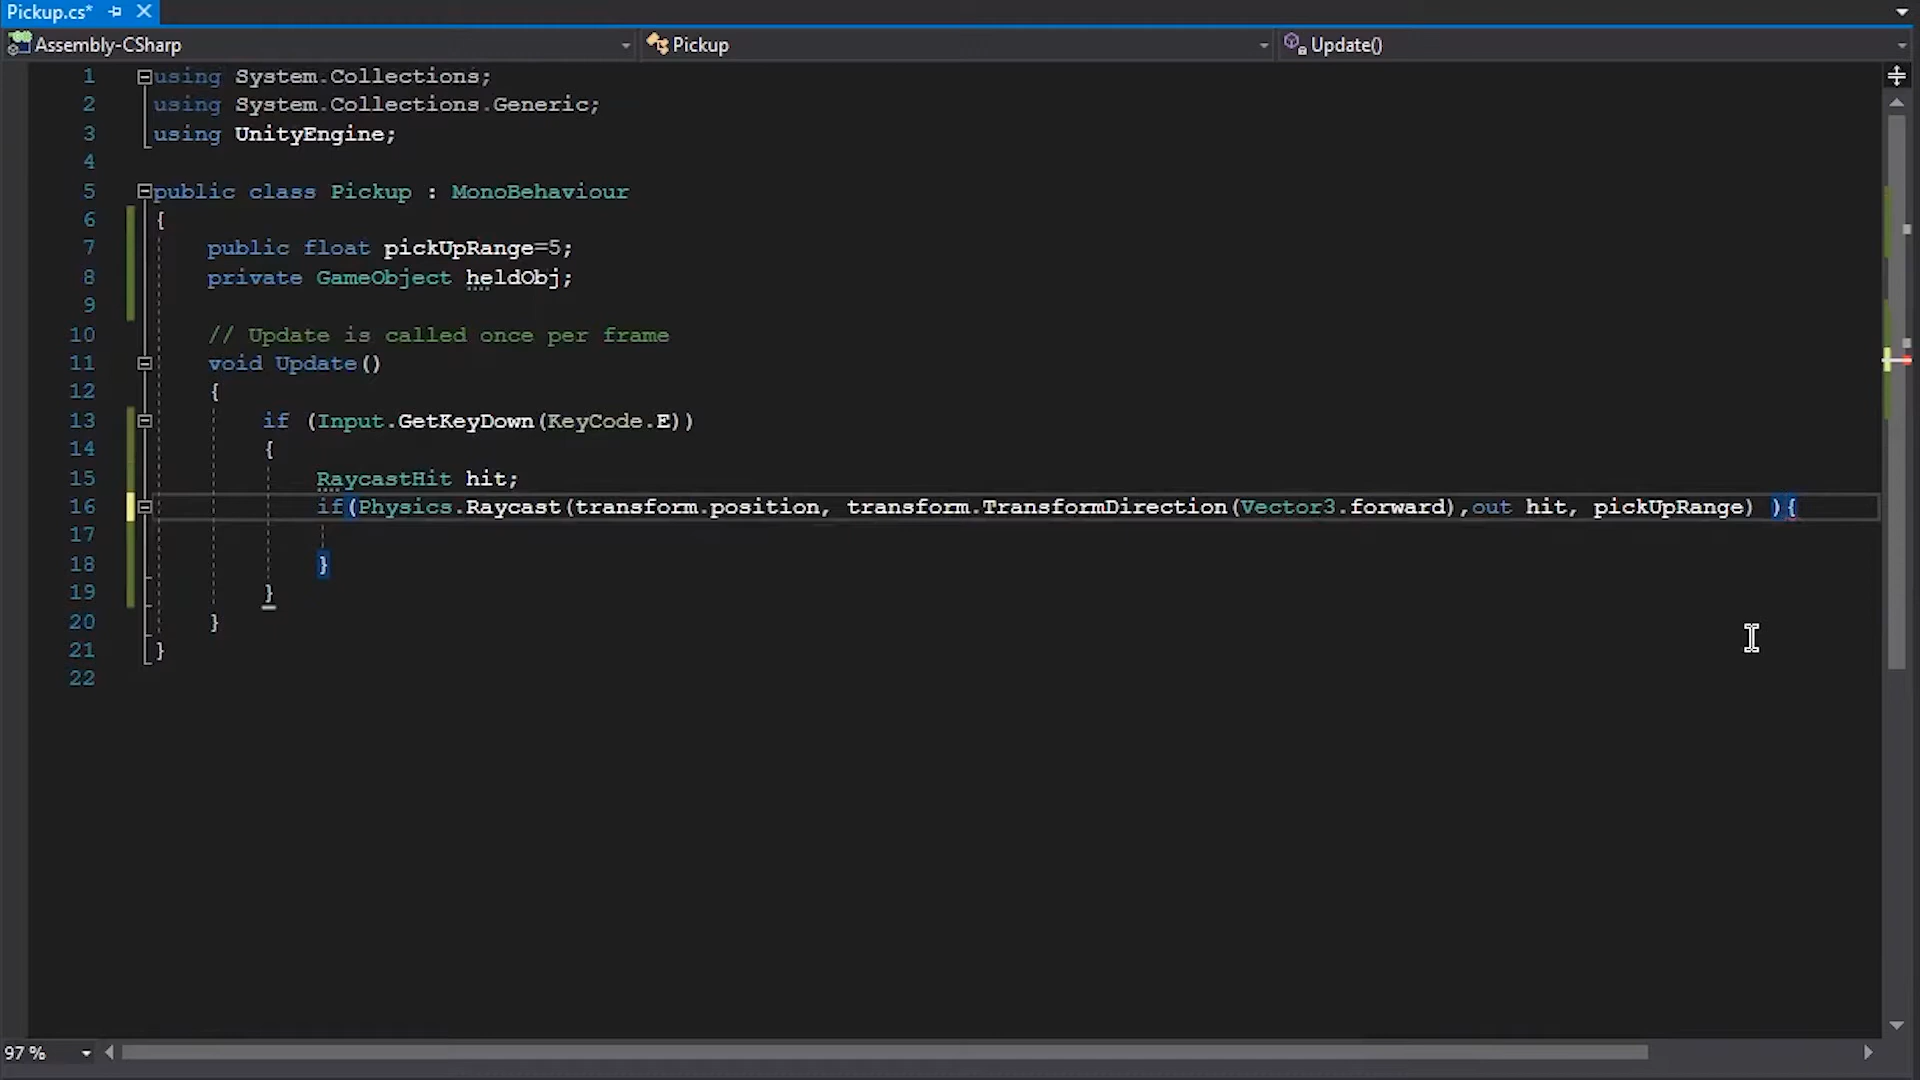 Pickup.cs*
Assembly-CSharp Pickup Update()
1 using System.Collections;
2 using System.Collections.Generic;
3 using UnityEngine;
4
5 public class Pickup : MonoBehaviour
6 {
7 public float pickUpRange=5;
8 private GameObject heldObj;
9
10 // Update is called once per frame
11 void Update()
12 {
13 if (Input.GetKeyDown(KeyCode.E))
14 {
15 RaycastHit hit;
16 if(Physics.Raycast(transform.position, transform.TransformDirection(Vector3.forward),out hit, pickUpRange) ){
17
18 }
19 }
20 }
21 }
22
97 %